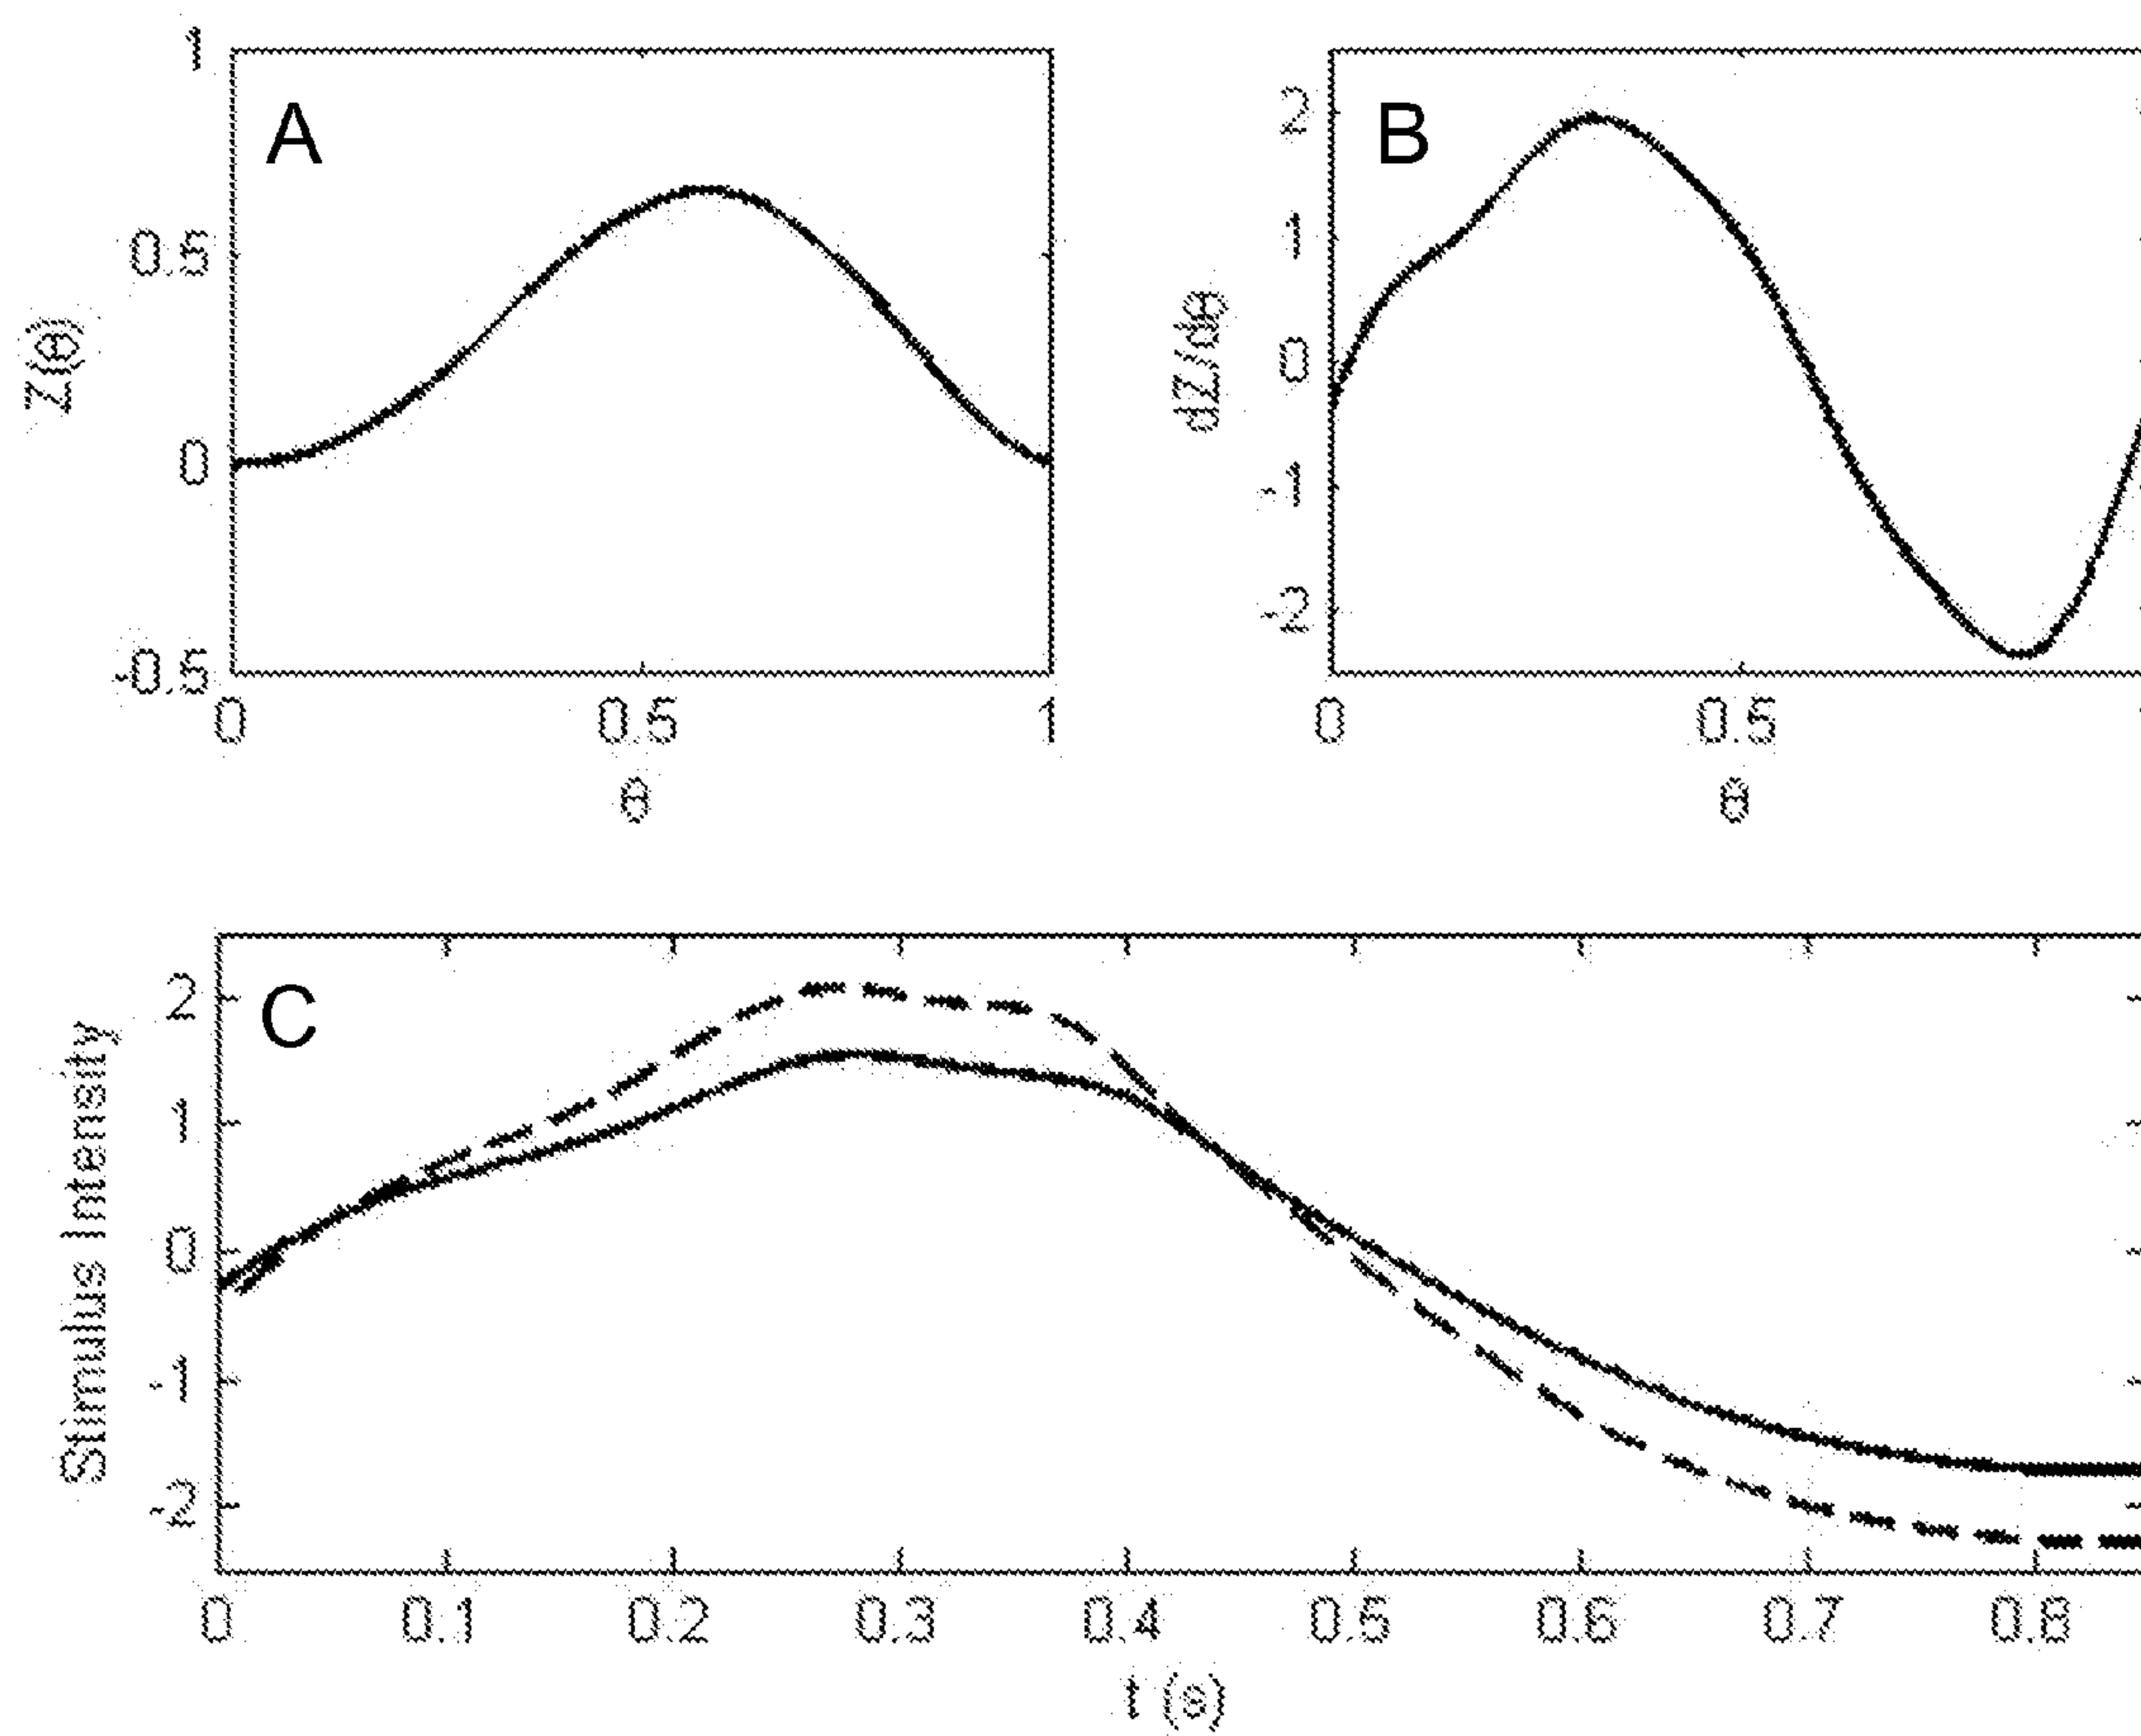 A
1
0.5
0
-0.5
Z(θ)
0 0.5 1
θ
B
2
1
0
-1
-2
dZ/dθ
0 0.5
θ
C
2
1
0
-1
-2
Stimulus Intensity
0 0.1 0.2 0.3 0.4 0.5 0.6 0.7 0.8
t (s)